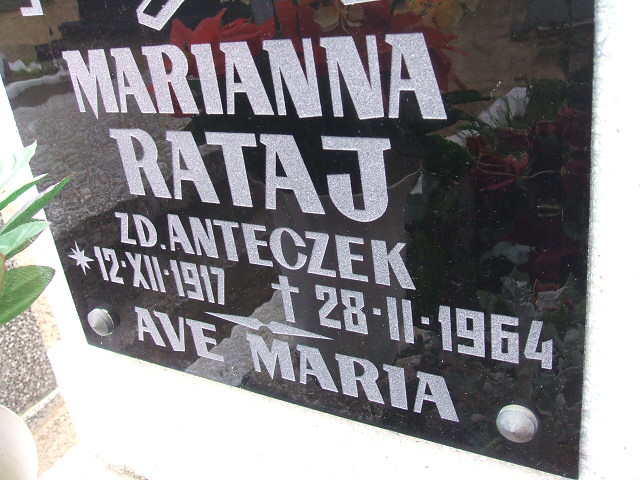 MARIANNA
RATAJ
ZD. ANTECZEK
* 12·XII·1917 † 28·II·1964
AVE MARIA